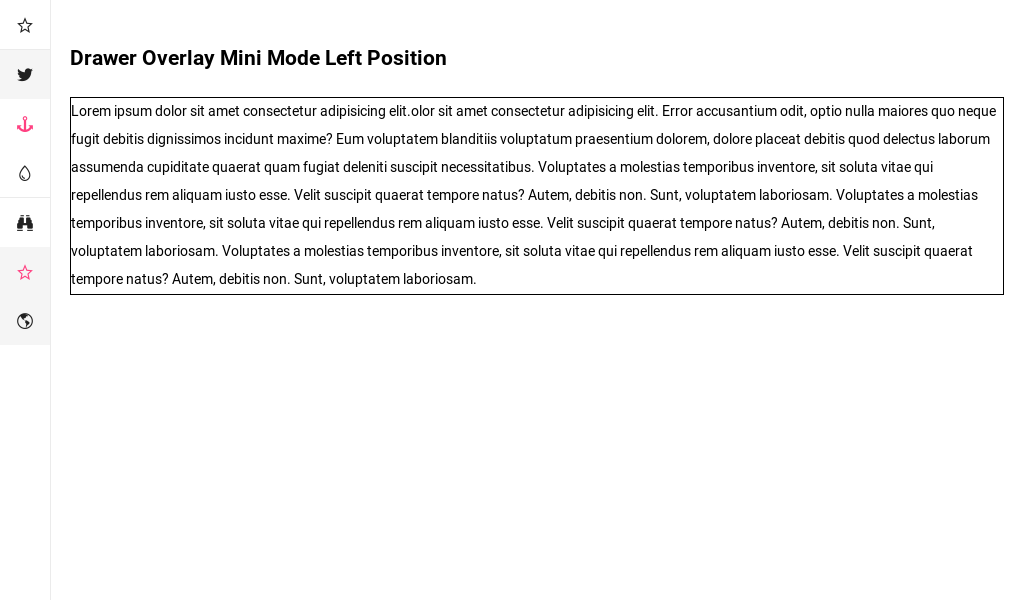 Drawer Overlay Mini Mode Left Position
Lorem ipsum dolor sit amet consectetur adipisicing elit.olor sit amet consectetur adipisicing elit. Error accusantium odit, optio nulla maiores quo neque
fugit debitis dignissimos incidunt maxime? Eum voluptatem blanditiis voluptatum praesentium dolorem, dolore placeat debitis quod delectus laborum
assumenda cupiditate quaerat quam fugiat deleniti suscipit necessitatibus. Voluptates a molestias temporibus inventore, sit soluta vitae qui
repellendus rem aliquam iusto esse. Velit suscipit quaerat tempore natus? Autem, debitis non. Sunt, voluptatem laboriosam. Voluptates a molestias
temporibus inventore, sit soluta vitae qui repellendus rem aliquam iusto esse. Velit suscipit quaerat tempore natus? Autem, debitis non. Sunt,
voluptatem laboriosam. Voluptates a molestias temporibus inventore, sit soluta vitae qui repellendus rem aliquam iusto esse. Velit suscipit quaerat
tempore natus? Autem, debitis non. Sunt, voluptatem laboriosam.